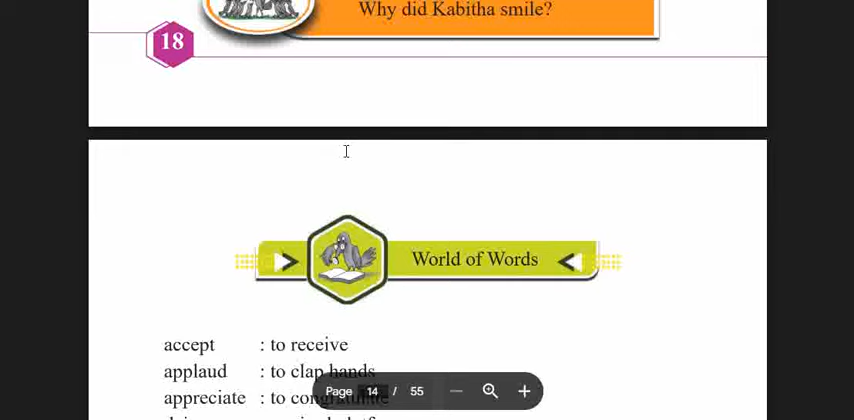 Why did Kabitha smile?
18
World of Words
accept : to receive
applaud : to clap hands
appreciate : to congratulate
Page 14 / 55